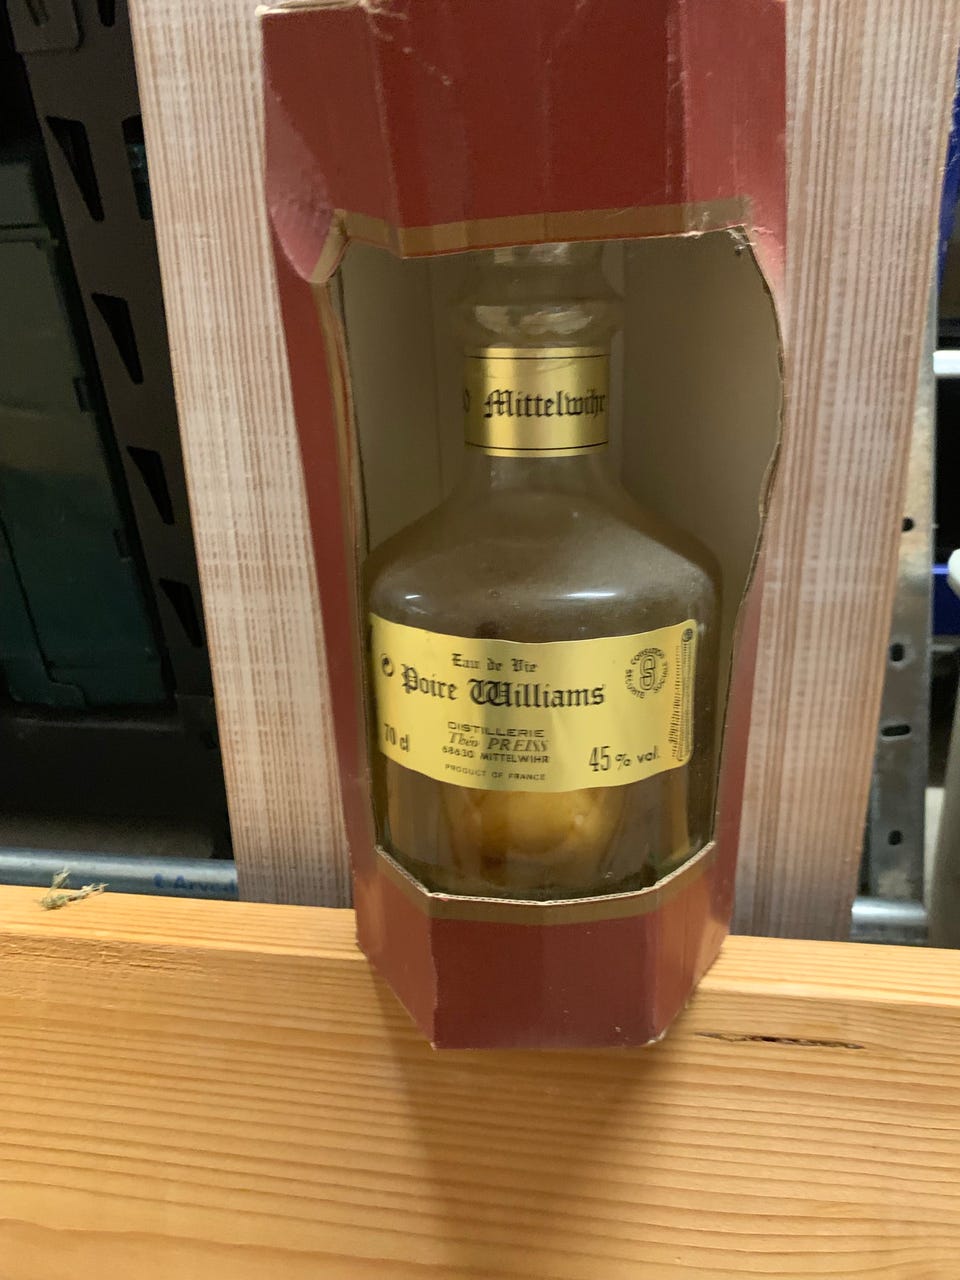 Mittelwihr
Eau de Vie
Poire Williams
DISTILLERIE
Théo PREISS
68630 MITTELWIHR
PRODUCT OF FRANCE
70 cl
45 % vol.